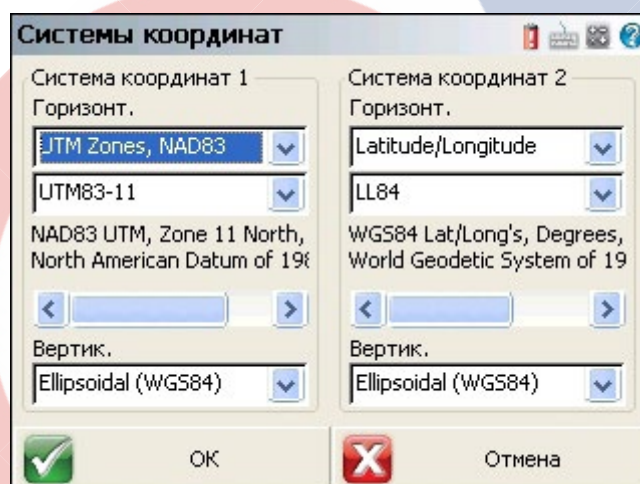 Системы координат
Система координат 1
Горизонт.
UTM Zones, NAD83
UTM83-11
NAD83 UTM, Zone 11 North,
North American Datum of 198
Вертик.
Ellipsoidal (WGS84)
Система координат 2
Горизонт.
Latitude/Longitude
LL84
WGS84 Lat/Long's, Degrees,
World Geodetic System of 19
Вертик.
Ellipsoidal (WGS84)
ОК
Отмена